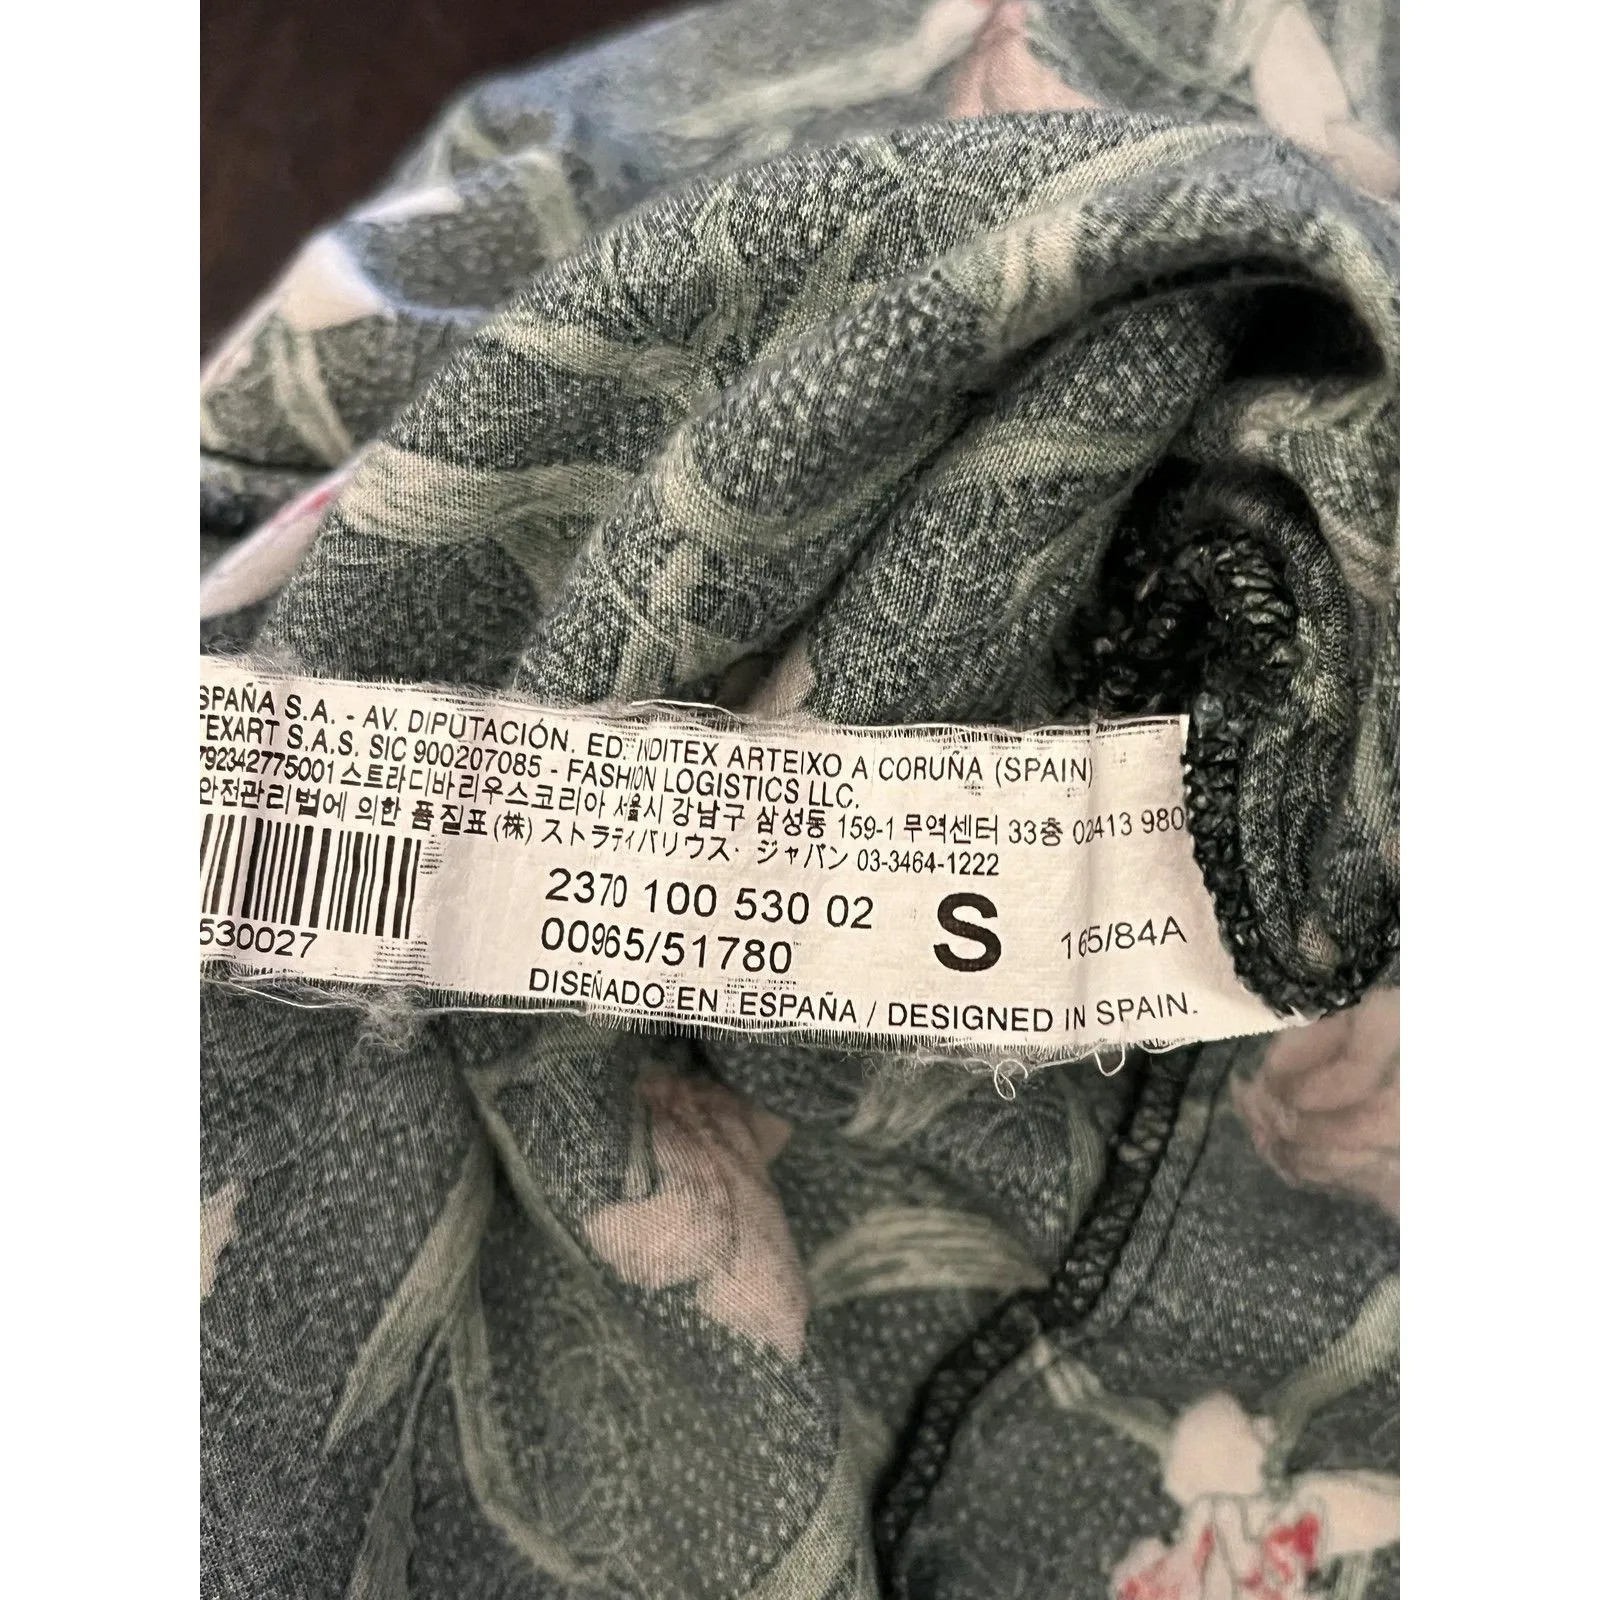 SPAÑA S.A. - AV. DIPUTACIÓN. ED. INDITEX ARTEIXO A CORUÑA (SPAIN)
TEXART S.A.S. SIC 900207085 - FASHION LOGISTICS LLC.
792342775001 스트라디바리우스코리아 서울시 강남구 삼성동 159-1 무역센터 33층 02413 980
안전관리법에 의한 품질표 (株) ストラディバリウス・ジャパン 03-3464-1222
2370 100 530 02
S
165/84A
530027
00965/51780
DISEÑADO EN ESPAÑA / DESIGNED IN SPAIN.